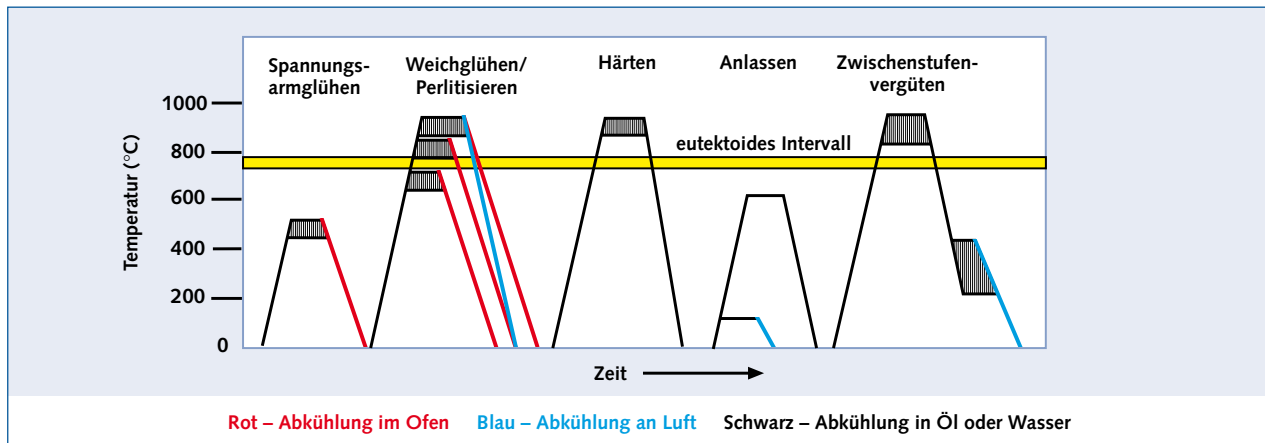 Spannungs-
armglühen
Weichglühen/
Perlitisieren
Härten
Anlassen
Zwischenstufen-
vergüten
eutektoides Intervall
Temperatur (°C)
1000
800
600
400
200
0
Zeit
Rot – Abkühlung im Ofen Blau – Abkühlung an Luft Schwarz – Abkühlung in Öl oder Wasser